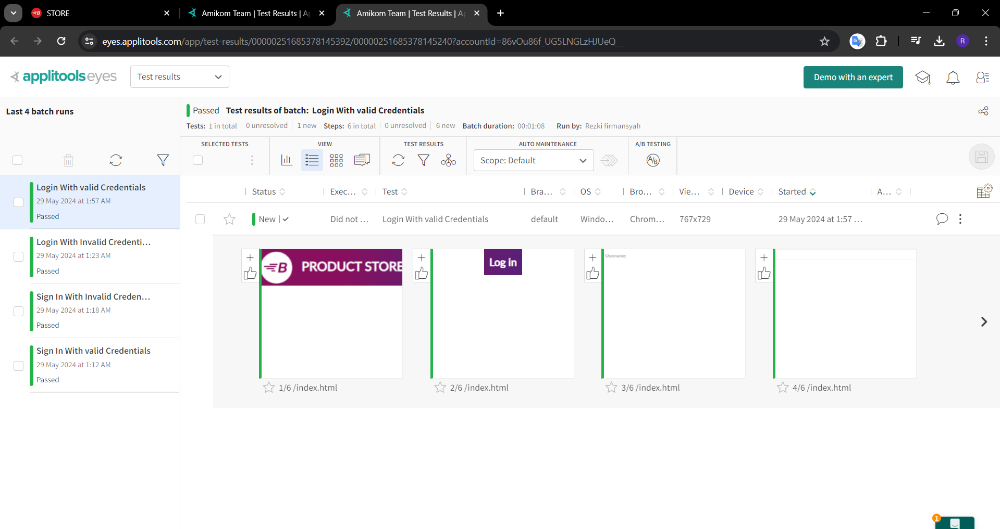 STORE
Amikom Team | Test Results | A
Amikom Team | Test Results | A
eyes.applitools.com/app/test-results/00000251685378145392/00000251685378145240?accountId=86vOu86f_UG5LNGLzHJUeQ__
R
applitools eyes
Test results
Demo with an expert
Last 4 batch runs
Passed Test results of batch: Login With valid Credentials
Tests: 1 in total | 0 unresolved | 1 new Steps: 6 in total | 0 unresolved | 6 new Batch duration: 00:01:08 Run by: Rezki firmansyah
SELECTED TESTS VIEW TEST RESULTS AUTO MAINTENANCE A/B TESTING
Scope: Default
A/B
Login With valid Credentials
29 May 2024 at 1:57 AM
Passed
Login With Invalid Credenti...
29 May 2024 at 1:23 AM
Passed
Sign In With Invalid Creden...
29 May 2024 at 1:18 AM
Passed
Sign In With valid Credentials
29 May 2024 at 1:12 AM
Passed
Status Exec... Test Bra... OS Bro... Vie... Device Started A...
New | Did not ... Login With valid Credentials default Windo... Chrom... 767x729 29 May 2024 at 1:57 ...
B PRODUCT STORE
Log in
Username:
1/6 /index.html
2/6 /index.html
3/6 /index.html
4/6 /index.html
1